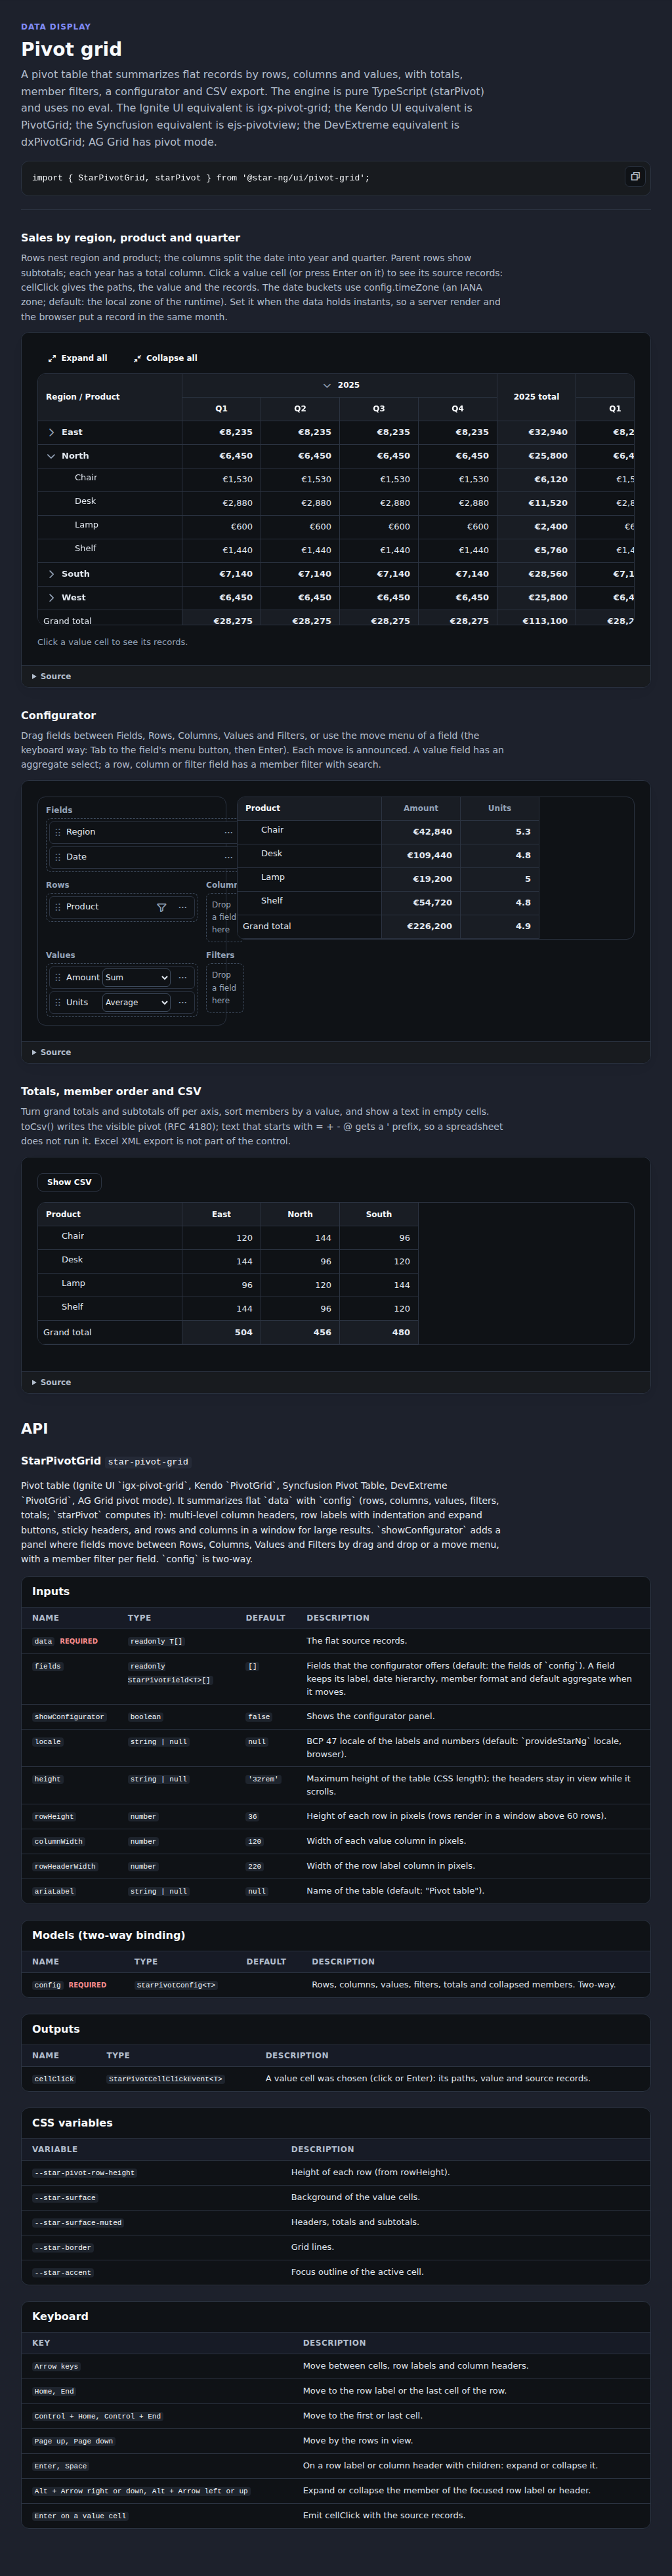 DATA DISPLAY
Pivot grid
A pivot table that summarizes flat records by rows, columns and values, with totals,
member filters, a configurator and CSV export. The engine is pure TypeScript (starPivot)
and uses no eval. The Ignite UI equivalent is igx-pivot-grid; the Kendo UI equivalent is
PivotGrid; the Syncfusion equivalent is ejs-pivotview; the DevExtreme equivalent is
dxPivotGrid; AG Grid has pivot mode.
import { StarPivotGrid, starPivot } from '@star-ng/ui/pivot-grid';
Sales by region, product and quarter
Rows nest region and product; the columns split the date into year and quarter. Parent rows show
subtotals; each year has a total column. Click a value cell (or press Enter on it) to see its source records:
cellClick gives the paths, the value and the records. The date buckets use config.timeZone (an IANA
zone; default: the local zone of the runtime). Set it when the data holds instants, so a server render and
the browser put a record in the same month.
Expand all Collapse all
Region / Product 2025 2025 total
Q1 Q2 Q3 Q4 Q1
East €8,235 €8,235 €8,235 €8,235 €32,940 €8,2
North €6,450 €6,450 €6,450 €6,450 €25,800 €6,4
Chair €1,530 €1,530 €1,530 €1,530 €6,120 €1,5
Desk €2,880 €2,880 €2,880 €2,880 €11,520 €2,8
Lamp €600 €600 €600 €600 €2,400 €6
Shelf €1,440 €1,440 €1,440 €1,440 €5,760 €1,4
South €7,140 €7,140 €7,140 €7,140 €28,560 €7,1
West €6,450 €6,450 €6,450 €6,450 €25,800 €6,4
Grand total €28,275 €28,275 €28,275 €28,275 €113,100 €28,2
Click a value cell to see its source records.
Source
Configurator
Drag fields between Fields, Rows, Columns, Values and Filters, or use the move menu of a field (the
keyboard way: Tab to the field's menu button, then Enter). Each move is announced. A value field has an
aggregate select; a row, column or filter field has a member filter with search.
Fields
Region
Date
Rows
Product
Column
Drop
a field
here
Values
Amount Sum
Units Average
Filters
Drop
a field
here
Product Amount Units
Chair €42,840 5.3
Desk €109,440 4.8
Lamp €19,200 5
Shelf €54,720 4.8
Grand total €226,200 4.9
Source
Totals, member order and CSV
Turn grand totals and subtotals off per axis, sort members by a value, and show a text in empty cells.
toCsv() writes the visible pivot (RFC 4180); text that starts with = + - @ gets a ' prefix, so a spreadsheet
does not run it. Excel XML export is not part of the control.
Show CSV
Product East North South
Chair 120 144 96
Desk 144 96 120
Lamp 96 120 144
Shelf 144 96 120
Grand total 504 456 480
Source
API
StarPivotGrid star-pivot-grid
Pivot table (Ignite UI `igx-pivot-grid`, Kendo `PivotGrid`, Syncfusion Pivot Table, DevExtreme
`PivotGrid`, AG Grid pivot mode). It summarizes flat `data` with `config` (rows, columns, values, filters,
totals; `starPivot` computes it): multi-level column headers, row labels with indentation and expand
buttons, sticky headers, and rows and columns in a window for large results. `showConfigurator` adds a
panel where fields move between Rows, Columns, Values and Filters by drag and drop or a move menu,
with a member filter per field. `config` is two-way.
Inputs
NAME TYPE DEFAULT DESCRIPTION
data REQUIRED readonly T[] The flat source records.
fields readonly StarPivotField<T>[] [] Fields that the configurator offers (default: the fields of `config`). A field
keeps its label, date hierarchy, member format and default aggregate when
it moves.
showConfigurator boolean false Shows the configurator panel.
locale string | null null BCP 47 locale of the labels and numbers (default: `provideStarNg` locale,
browser).
height string | null '32rem' Maximum height of the table (CSS length); the headers stay in view while it
scrolls.
rowHeight number 36 Height of each row in pixels (rows render in a window above 60 rows).
columnWidth number 120 Width of each value column in pixels.
rowHeaderWidth number 220 Width of the row label column in pixels.
ariaLabel string | null null Name of the table (default: "Pivot table").
Models (two-way binding)
NAME TYPE DEFAULT DESCRIPTION
config REQUIRED StarPivotConfig<T> Rows, columns, values, filters, totals and collapsed members. Two-way.
Outputs
NAME TYPE DESCRIPTION
cellClick StarPivotCellClickEvent<T> A value cell was chosen (click or Enter): its paths, value and source records.
CSS variables
VARIABLE DESCRIPTION
--star-pivot-row-height Height of each row (from rowHeight).
--star-surface Background of the value cells.
--star-surface-muted Headers, totals and subtotals.
--star-border Grid lines.
--star-accent Focus outline of the active cell.
Keyboard
KEY DESCRIPTION
Arrow keys Move between cells, row labels and column headers.
Home, End Move to the row label or the last cell of the row.
Control + Home, Control + End Move to the first or last cell.
Page up, Page down Move by the rows in view.
Enter, Space On a row label or column header with children: expand or collapse it.
Alt + Arrow right or down, Alt + Arrow left or up Expand or collapse the member of the focused row label or header.
Enter on a value cell Emit cellClick with the source records.